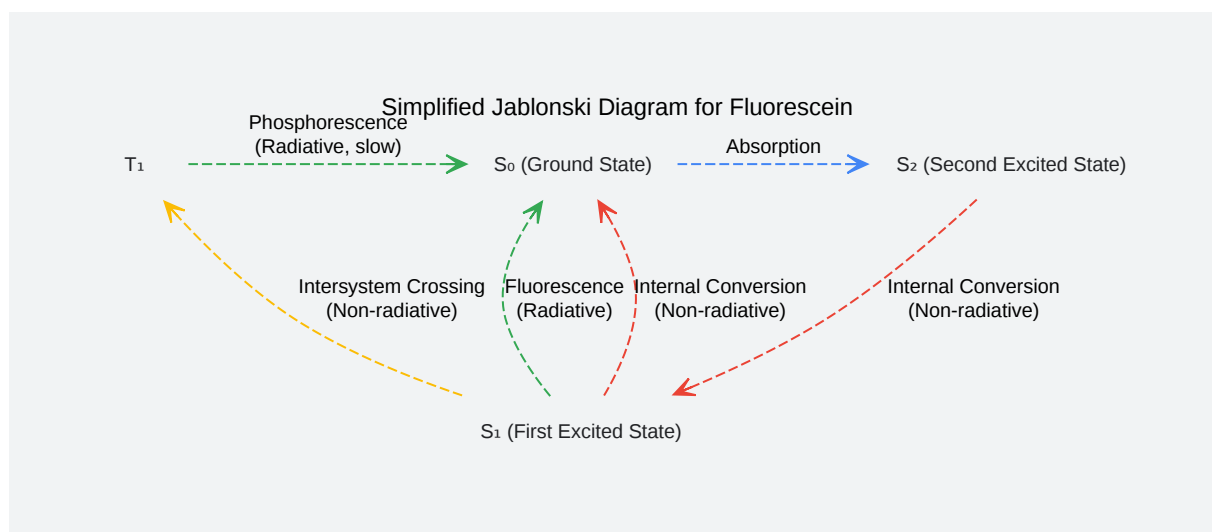 Simplified Jablonski Diagram for Fluorescein
Phosphorescence
(Radiative, slow)
Absorption
T₁
S₀ (Ground State)
S₂ (Second Excited State)
Intersystem Crossing
(Non-radiative)
Fluorescence
(Radiative)
Internal Conversion
(Non-radiative)
Internal Conversion
(Non-radiative)
S₁ (First Excited State)